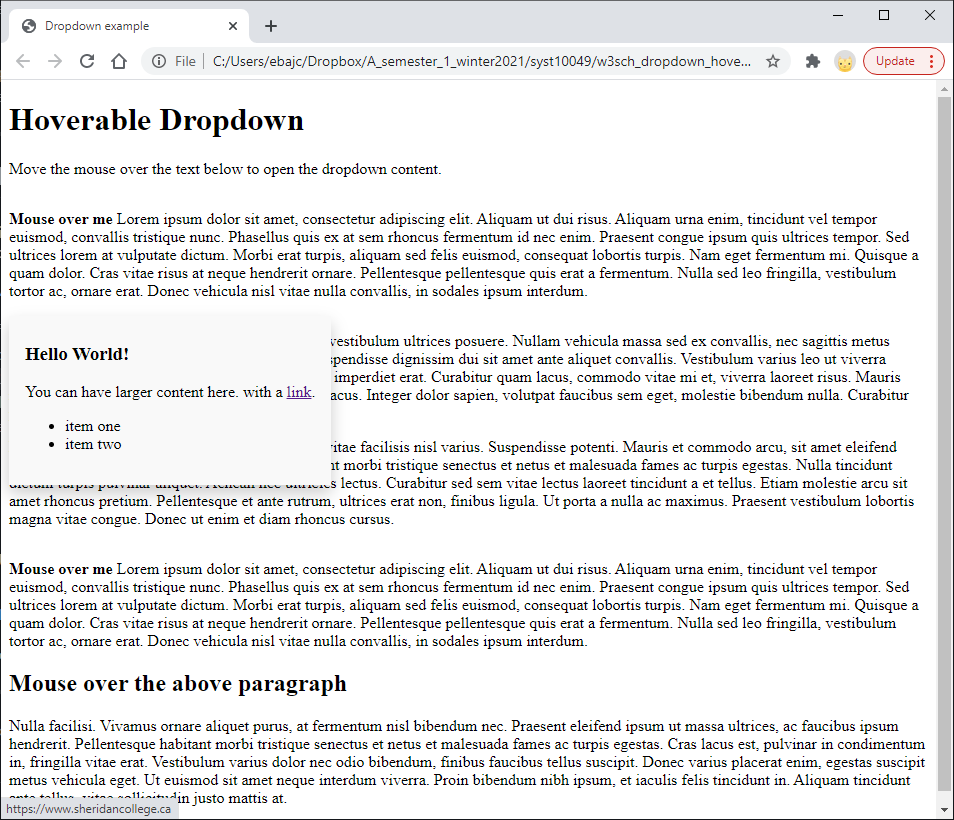 Dropdown example
File
C:/Users/ebajc/Dropbox/A_semester_1_winter2021/syst10049/w3sch_dropdown_hove...
Update
Hoverable Dropdown
Move the mouse over the text below to open the dropdown content.
Mouse over me Lorem ipsum dolor sit amet, consectetur adipiscing elit. Aliquam ut dui risus. Aliquam urna enim, tincidunt vel tempor
euismod, convallis tristique nunc. Phasellus quis ex at sem rhoncus fermentum id nec enim. Praesent congue ipsum quis ultrices tempor. Sed
ultrices lorem at vulputate dictum. Morbi erat turpis, aliquam sed felis euismod, consequat lobortis turpis. Nam eget fermentum mi. Quisque a
quam dolor. Cras vitae risus at neque hendrerit ornare. Pellentesque pellentesque quis erat a fermentum. Nulla sed leo fringilla, vestibulum
tortor ac, ornare erat. Donec vehicula nisl vitae nulla convallis, in sodales ipsum interdum.
Hello World!
You can have larger content here. with a link.
• item one
• item two
vestibulum ultrices posuere. Nullam vehicula massa sed ex convallis, nec sagittis metus
dignissim dui sit amet ante aliquet convallis. Vestibulum varius leo ut viverra
imperdiet erat. Curabitur quam lacus, commodo vitae mi et, viverra laoreet risus. Mauris
Integer dolor sapien, volutpat faucibus sem eget, molestie bibendum nulla. Curabitur
facilisis nisl varius. Suspendisse potenti. Mauris et commodo arcu, sit amet eleifend
morbi tristique senectus et netus et malesuada fames ac turpis egestas. Nulla tincidunt
lectus. Curabitur sed sem vitae lectus laoreet tincidunt a et tellus. Etiam molestie arcu sit
amet rhoncus pretium. Pellentesque et ante rutrum, ultrices erat non, finibus ligula. Ut porta a nulla ac maximus. Praesent vestibulum lobortis
magna vitae congue. Donec ut enim et diam rhoncus cursus.
Mouse over me Lorem ipsum dolor sit amet, consectetur adipiscing elit. Aliquam ut dui risus. Aliquam urna enim, tincidunt vel tempor
euismod, convallis tristique nunc. Phasellus quis ex at sem rhoncus fermentum id nec enim. Praesent congue ipsum quis ultrices tempor. Sed
ultrices lorem at vulputate dictum. Morbi erat turpis, aliquam sed felis euismod, consequat lobortis turpis. Nam eget fermentum mi. Quisque a
quam dolor. Cras vitae risus at neque hendrerit ornare. Pellentesque pellentesque quis erat a fermentum. Nulla sed leo fringilla, vestibulum
tortor ac, ornare erat. Donec vehicula nisl vitae nulla convallis, in sodales ipsum interdum.
Mouse over the above paragraph
Nulla facilisi. Vivamus ornare aliquet purus, at fermentum nisl bibendum nec. Praesent eleifend ipsum ut massa ultrices, ac faucibus ipsum
hendrerit. Pellentesque habitant morbi tristique senectus et netus et malesuada fames ac turpis egestas. Cras lacus est, pulvinar in condimentum
in, fringilla vitae erat. Vestibulum varius dolor nec odio bibendum, finibus faucibus tellus suscipit. Donec varius placerat enim, egestas suscipit
metus vehicula eget. Ut euismod sit amet neque interdum viverra. Proin bibendum nibh ipsum, et iaculis felis tincidunt in. Aliquam tincidunt
justo mattis at.
https://www.sheridancollege.ca